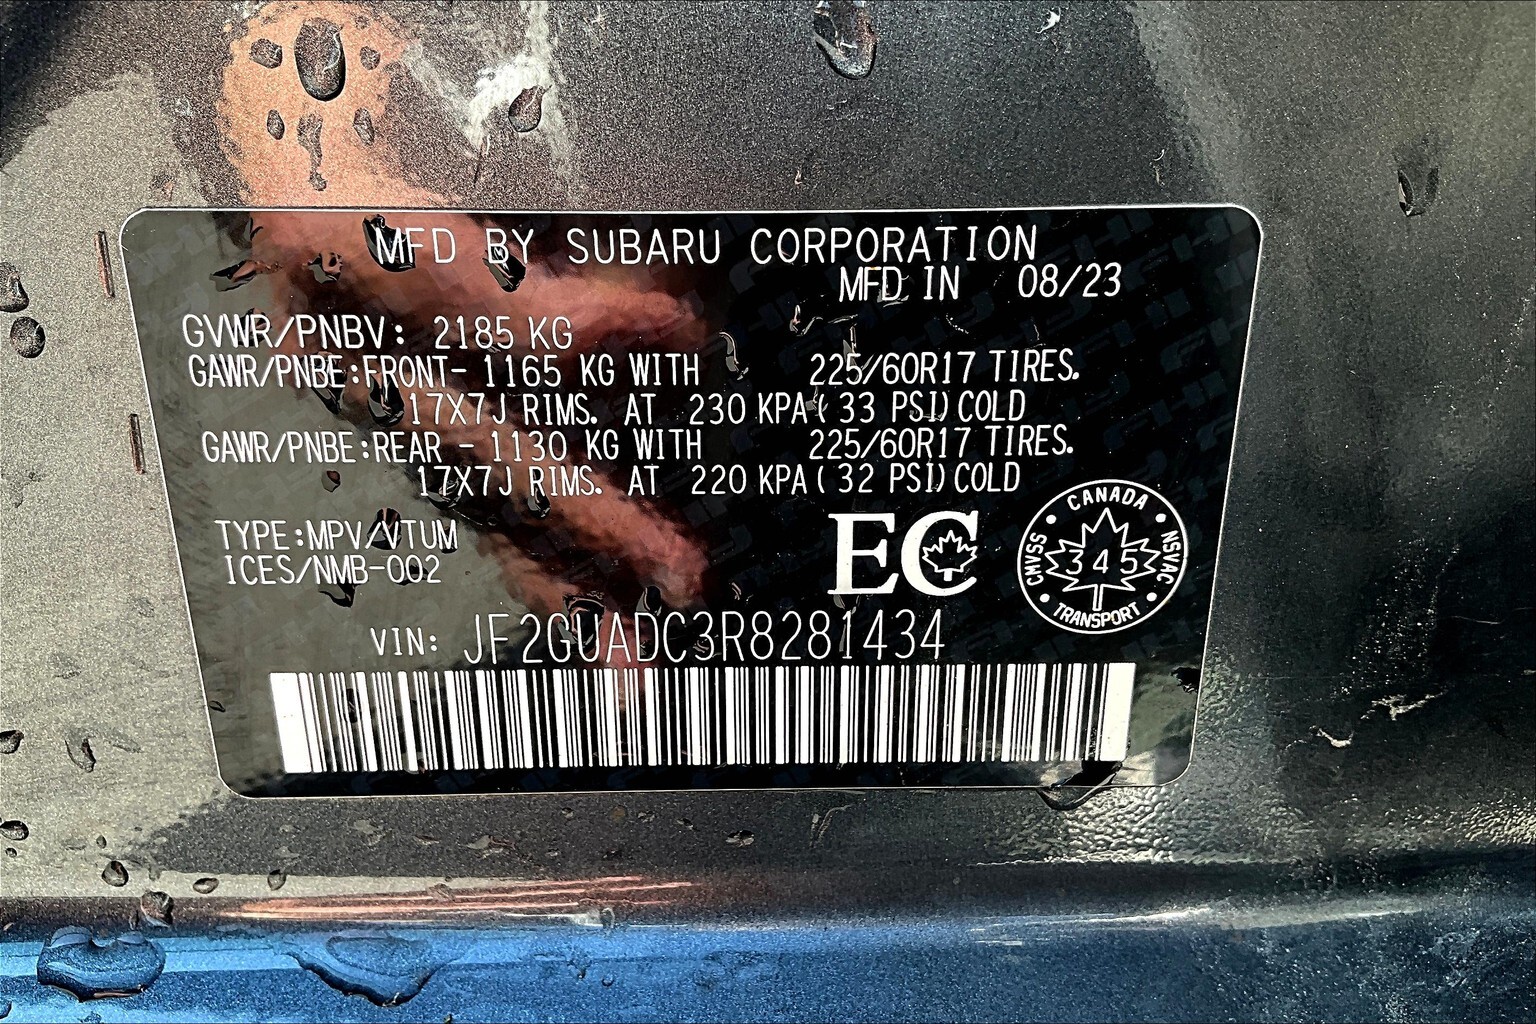 MFD BY SUBARU CORPORATION
MFD IN 08/23
GVWR/PNBV: 2185 KG
GAWR/PNBE:FRONT- 1165 KG WITH 225/60R17 TIRES.
17X7J RIMS. AT 230 KPA( 33 PSI) COLD
GAWR/PNBE:REAR - 1130 KG WITH 225/60R17 TIRES.
17X7J RIMS. AT 220 KPA( 32 PSI) COLD
TYPE:MPV/VTUM
ICES/NMB-002
EC
CANADA
CMVSS 345 NSVAC
TRANSPORT
VIN: JF2GUADC3R8281434